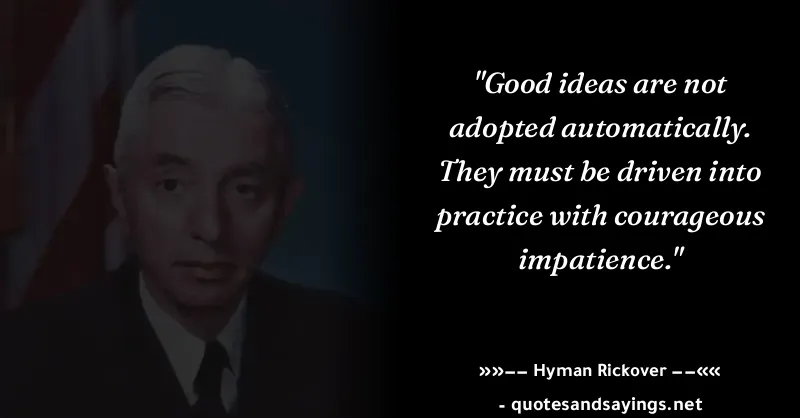 "Good ideas are not
adopted automatically.
They must be driven into
practice with courageous
impatience."
»»−− Hyman Rickover −−««
- quotesandsayings.net